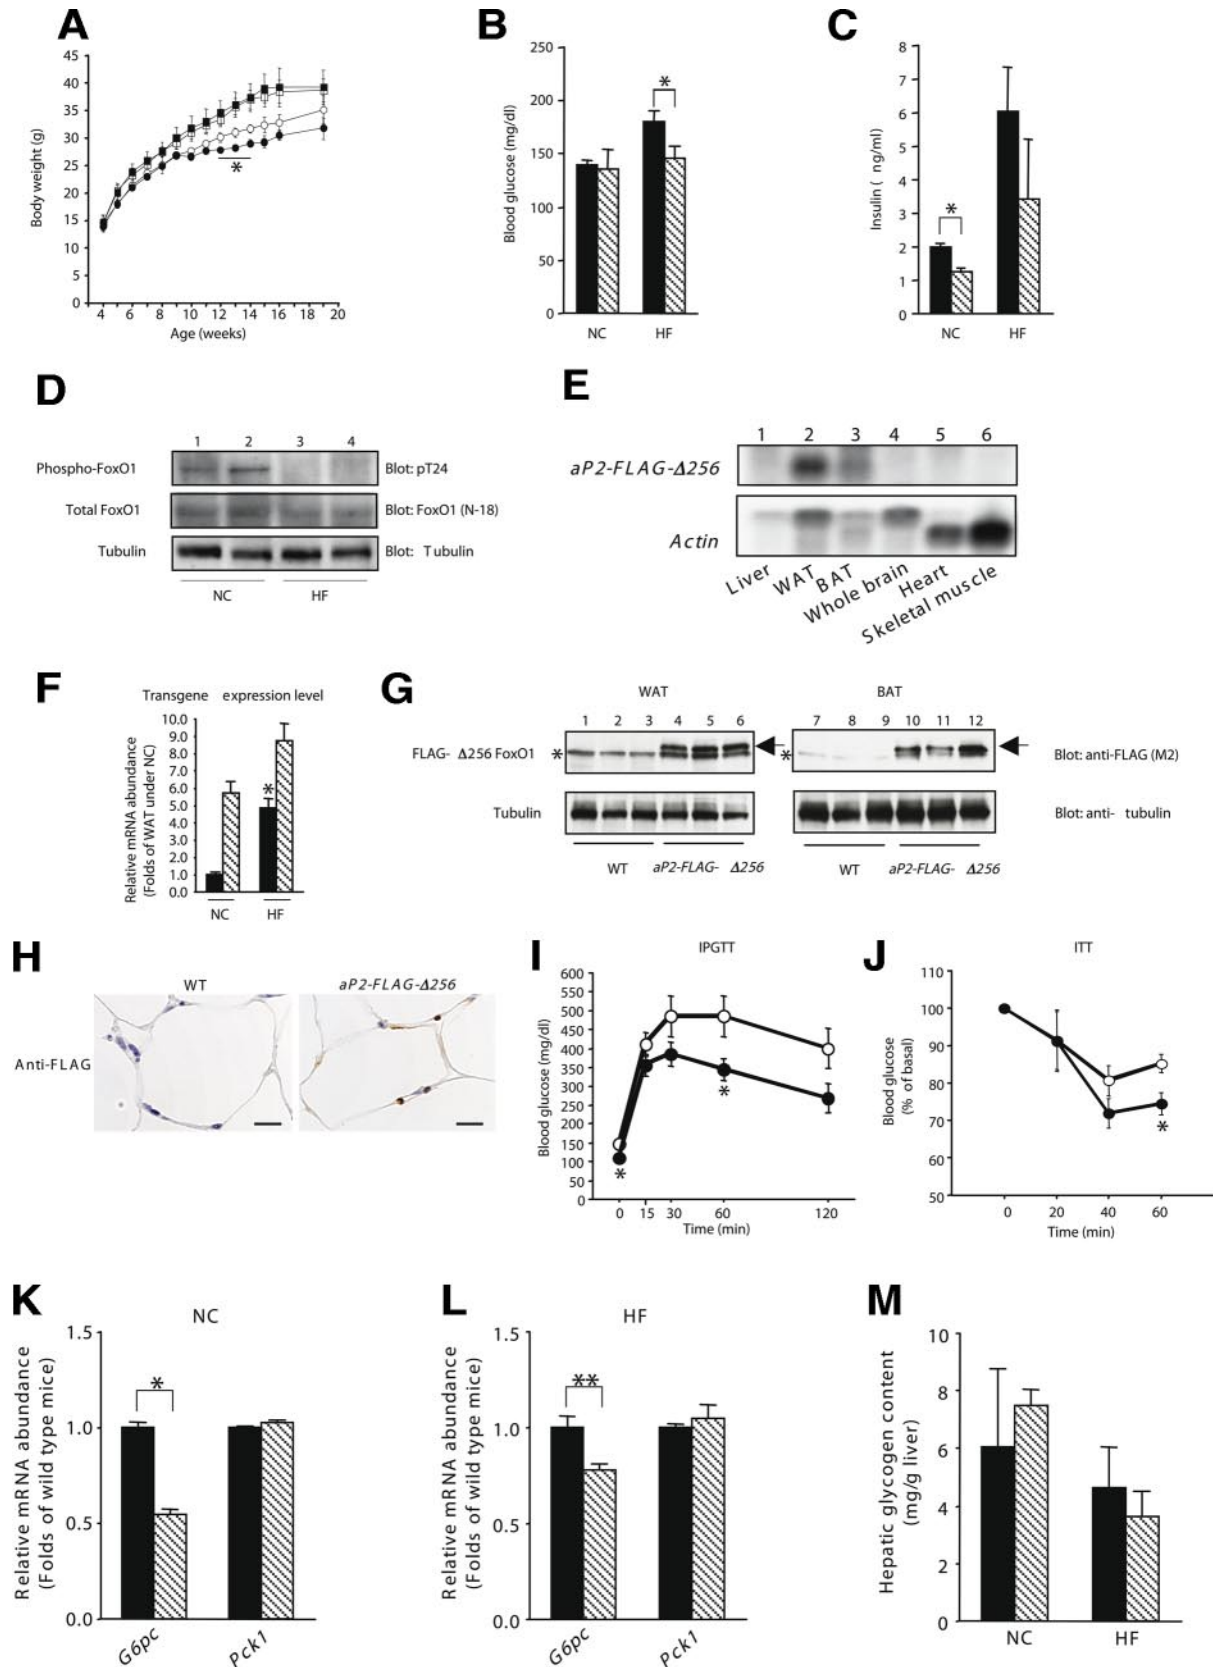 A
45
40
35
30
25
20
15
10
5
0
Body weight (g)
*
4 6 8 10 12 14 16 18 20
Age (weeks)
B
250
200
150
100
50
0
Blood glucose (mg/dl)
*
NC HF
C
8
7
6
5
4
3
2
1
0
Insulin ( ng/ml)
*
NC HF
D
1 2 3 4
Phospho-FoxO1 Blot: pT24
Total FoxO1 Blot: FoxO1 (N-18)
Tubulin Blot: Tubulin
NC HF
E
1 2 3 4 5 6
aP2-FLAG-Δ256
Actin
Liver
WAT
BAT
Whole brain
Heart
Skeletal muscle
F
Transgene expression level
10.0
9.0
8.0
7.0
6.0
5.0
4.0
3.0
2.0
1.0
0.0
Relative mRNA abundance
(Folds of WAT under NC)
*
NC HF
G
WAT BAT
1 2 3 4 5 6 7 8 9 10 11 12
FLAG- Δ256 FoxO1 * * Blot: anti-FLAG (M2)
Tubulin Blot: anti- tubulin
WT aP2-FLAG- Δ256 WT aP2-FLAG- Δ256
H
WT aP2-FLAG-Δ256
Anti-FLAG
I
IPGTT
600
550
500
450
400
350
300
250
200
150
100
50
0
Blood glucose (mg/dl)
*
*
0 15 30 60 120
Time (min)
J
ITT
110
100
90
80
70
60
50
Blood glucose
(% of basal)
*
0 20 40 60
Time (min)
K
NC
1.5
1.0
0.5
0.0
Relative mRNA abundance
(Folds of wild type mice)
*
G6pc Pck1
L
HF
1.5
1.0
0.5
0.0
Relative mRNA abundance
(Folds of wild type mice)
**
G6pc Pck1
M
10
8
6
4
2
0
Hepatic glycogen content
(mg/g liver)
NC HF